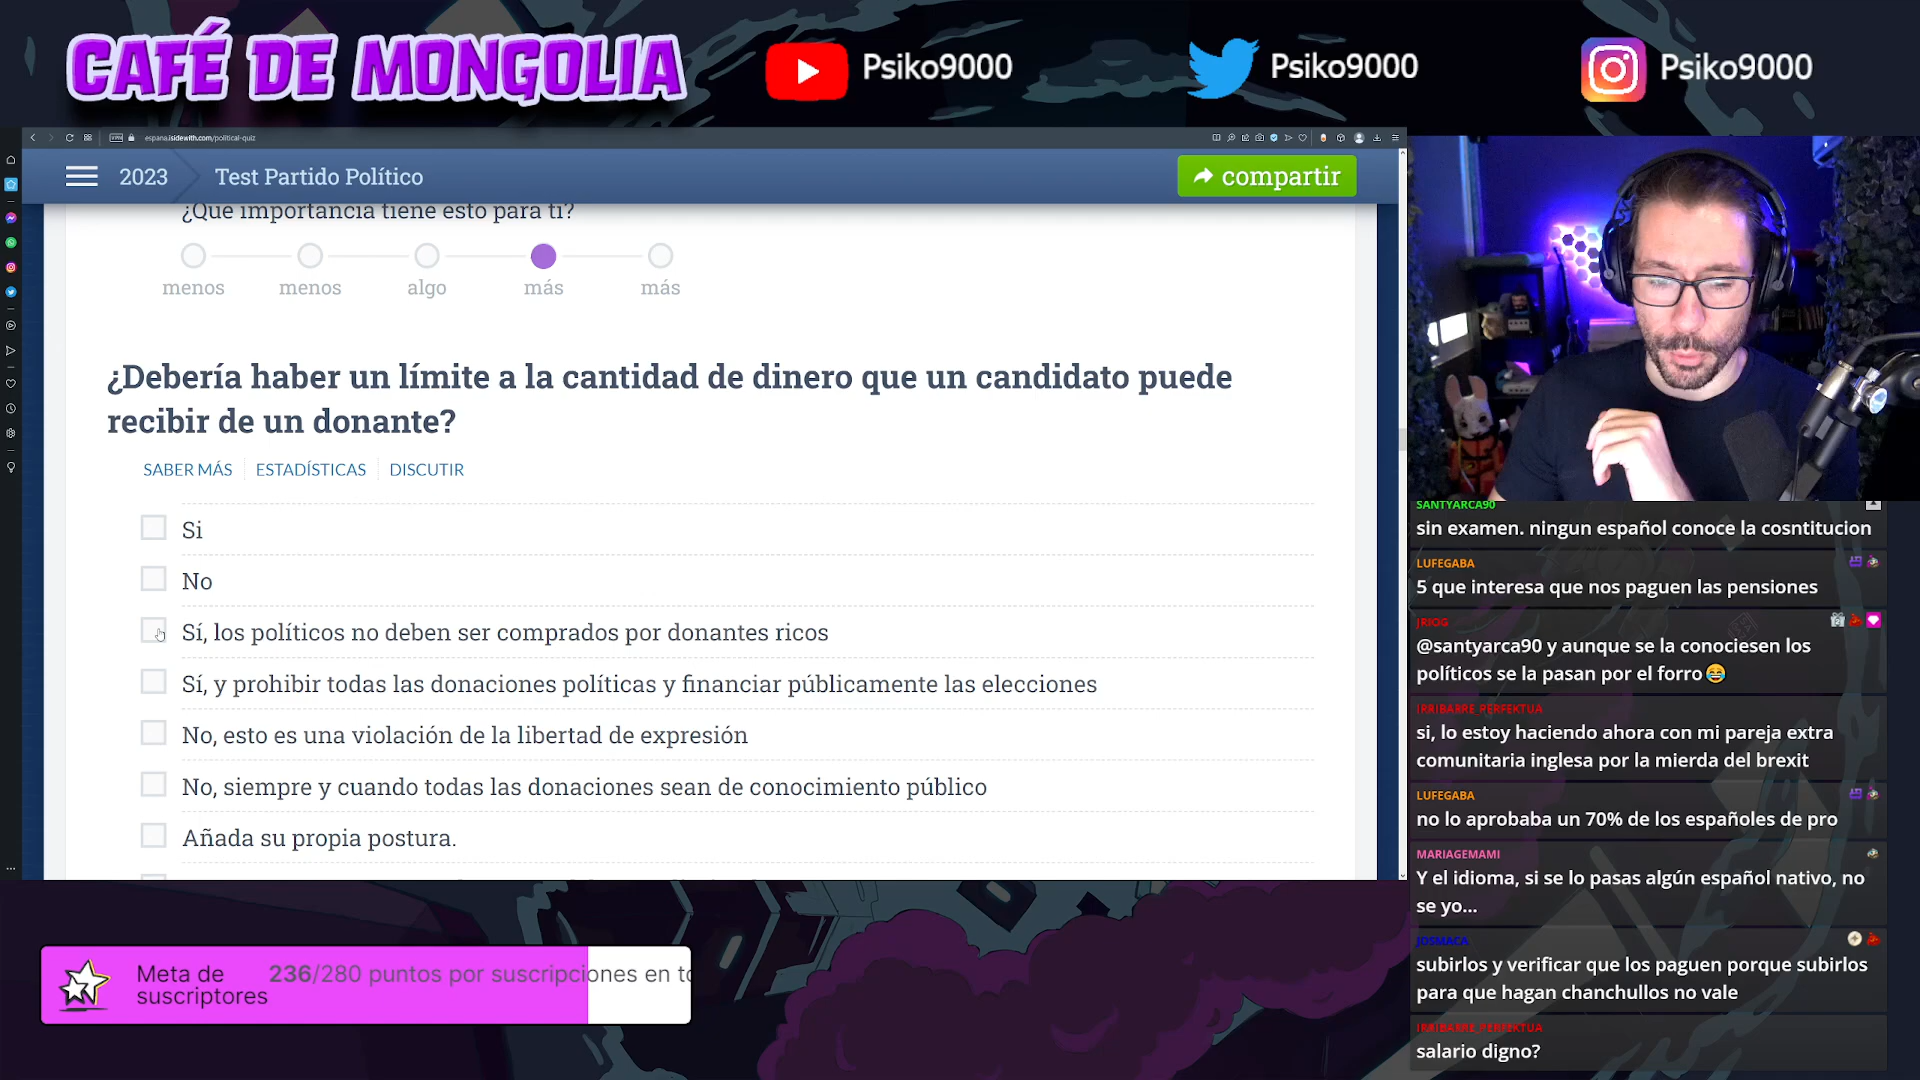 CAFÉ DE MONGOLIA
Psiko9000
Psiko9000
Psiko9000
VPN
espana.isidewith.com/political-quiz
2023
Test Partido Político
compartir
¿Que importancia tiene esto para ti?
menos
menos
algo
más
más
¿Debería haber un límite a la cantidad de dinero que un candidato puede
recibir de un donante?
SABER MÁS
ESTADÍSTICAS
DISCUTIR
Si
No
Sí, los políticos no deben ser comprados por donantes ricos
Sí, y prohibir todas las donaciones políticas y financiar públicamente las elecciones
No, esto es una violación de la libertad de expresión
No, siempre y cuando todas las donaciones sean de conocimiento público
Añada su propia postura.
SANTYARCA90
sin examen. ningun español conoce la cosntitucion
LUFEGABA
5 que interesa que nos paguen las pensiones
JRIOG
@santyarca90 y aunque se la conociesen los
políticos se la pasan por el forro😂
IRRIBARRE_PERFEKTUA
si, lo estoy haciendo ahora con mi pareja extra
comunitaria inglesa por la mierda del brexit
LUFEGABA
no lo aprobaba un 70% de los españoles de pro
MARIAGEMAMI
Y el idioma, si se lo pasas algún español nativo, no
se yo...
JOSMACA
subirlos y verificar que los paguen porque subirlos
para que hagan chanchullos no vale
IRRIBARRE_PERFEKTUA
salario digno?
Meta de
suscriptores
236/280 puntos por suscripciones en to